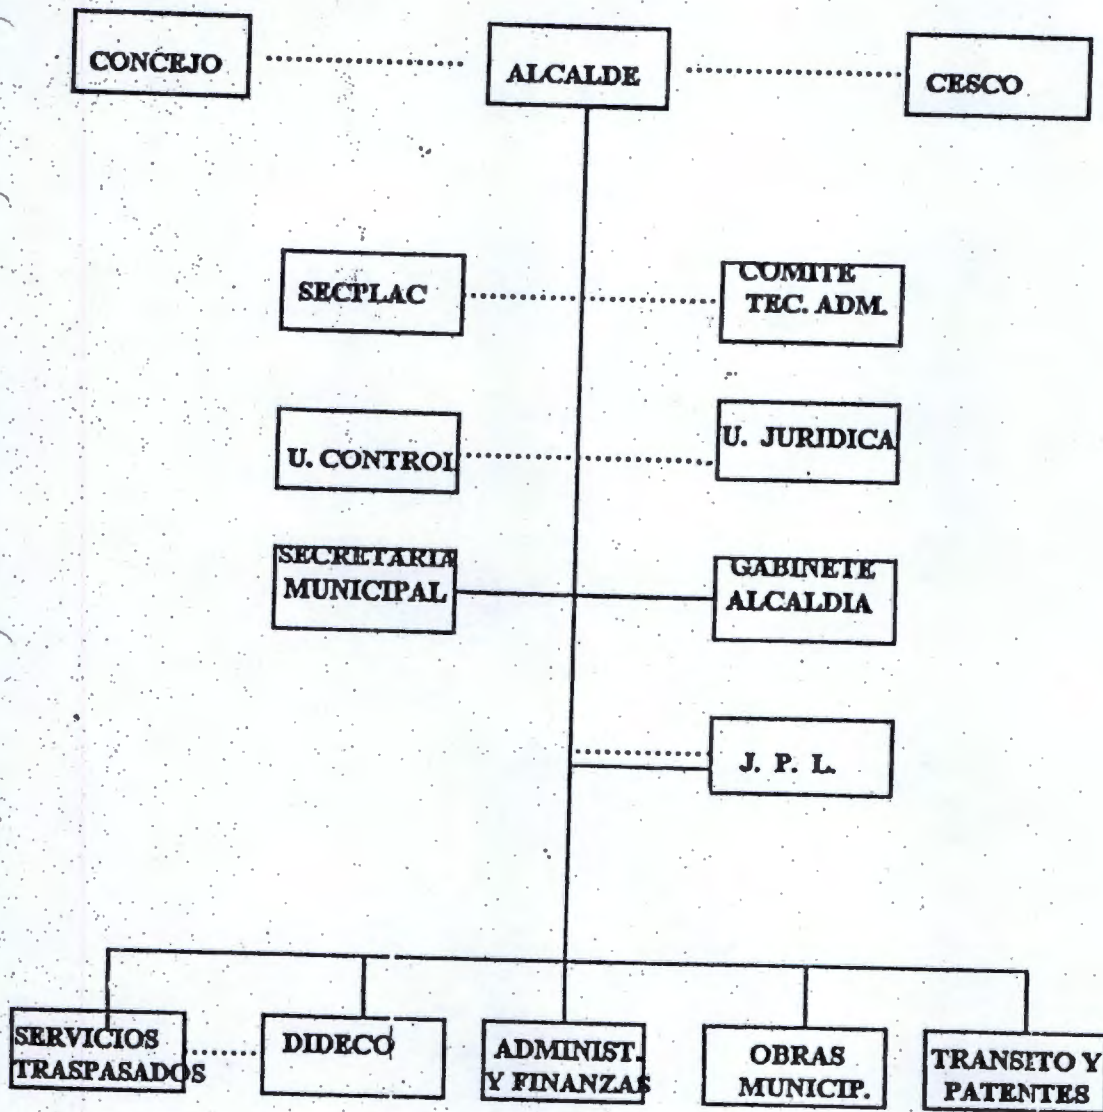 CONCEJO
ALCALDE
CESCO
SECPLAC
COMITE
TEC. ADM.
U. CONTROL
U. JURIDICA
SECRETARIA
MUNICIPAL
GABINETE
ALCALDIA
J. P. L.
SERVICIOS
TRASPASADOS
DIDECO
ADMINIST.
Y FINANZAS
OBRAS
MUNICIP.
TRANSITO Y
PATENTES